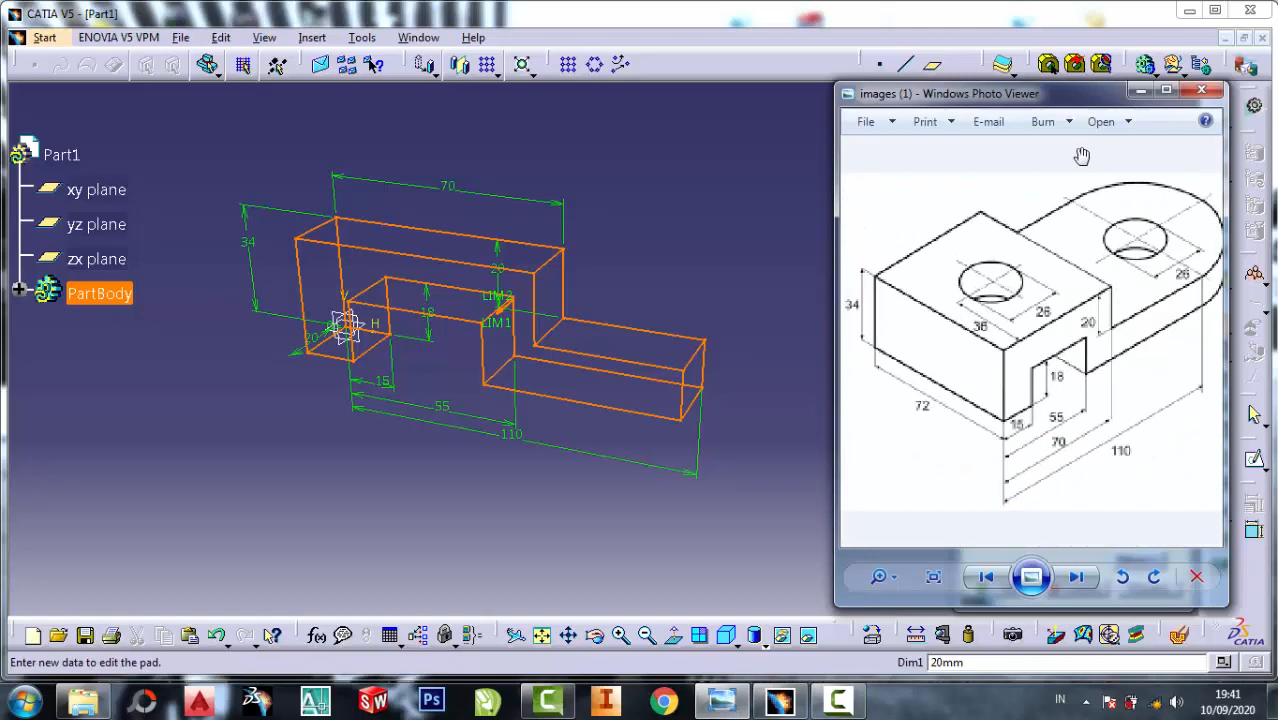 CATIA V5 - [Part1]
Start ENOVIA V5 VPM File Edit View Insert Tools Window Help
Part1
xy plane
yz plane
zx plane
PartBody
70
34
20
LIM2
LIM1
18
H
20
15
55
110
images (1) - Windows Photo Viewer
File Print E-mail Burn Open
26
34
36
26
20
18
72
15
55
70
110
f(x)
CATIA
Enter new data to edit the pad.
Dim1 20mm
SW
Ps
IN
19:41
10/09/2020